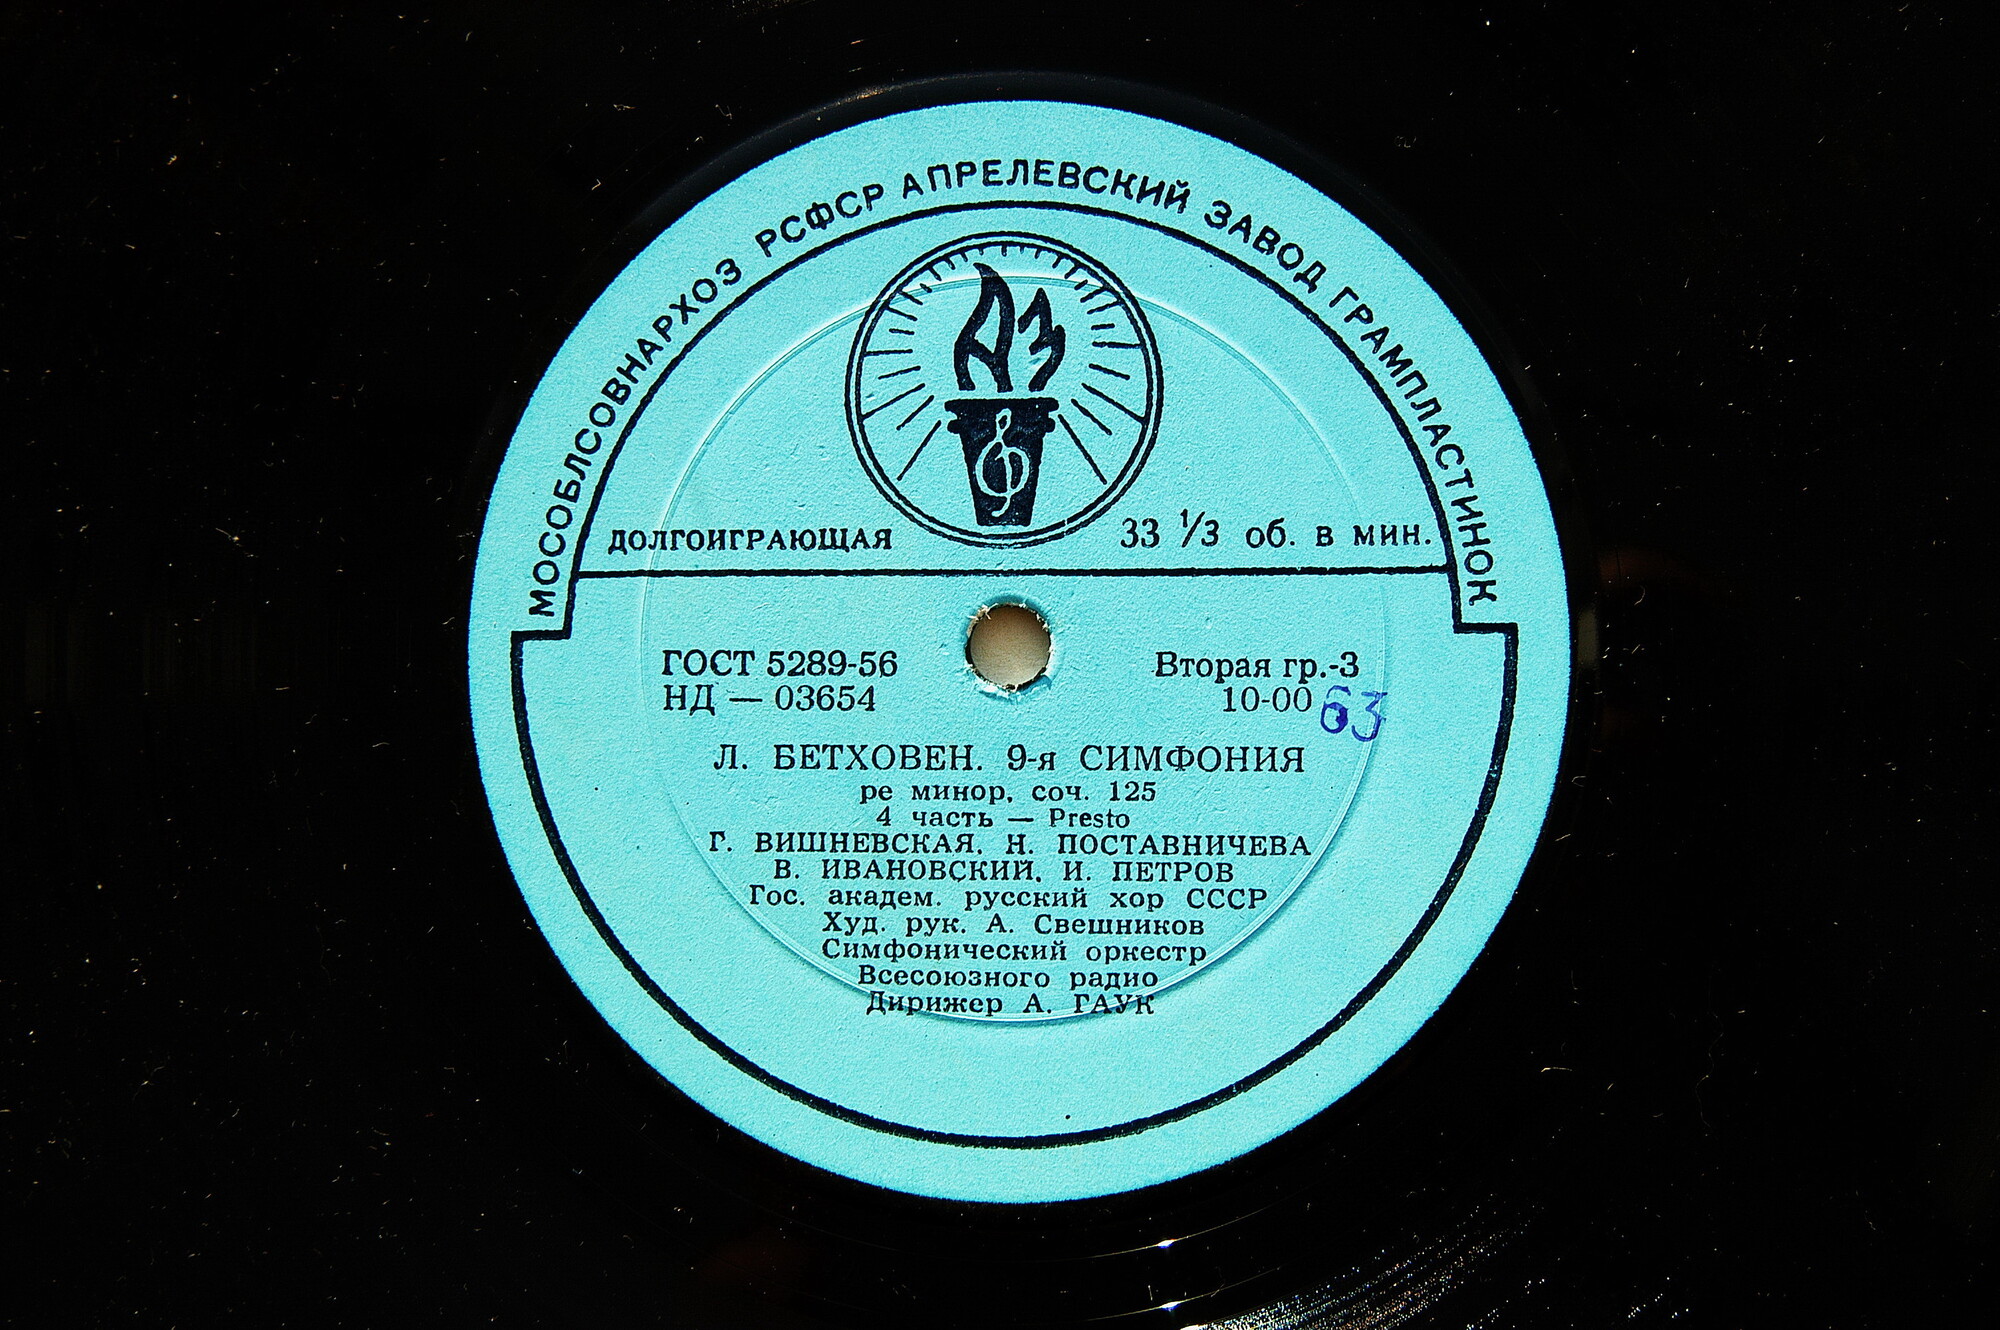 МОСОБЛСОВНАРХОЗ РСФСР АПРЕЛЕВСКИЙ ЗАВОД ГРАМПЛАСТИНОК
АЗ
ДОЛГОИГРАЮЩАЯ 33 1/3 об. в мин.
ГОСТ 5289-56 Вторая гр.-3
НД — 03654 10-00 63
Л. БЕТХОВЕН. 9-я СИМФОНИЯ
ре минор, соч. 125
4 часть — Presto
Г. ВИШНЕВСКАЯ, Н. ПОСТАВНИЧЕВА
В. ИВАНОВСКИЙ, И. ПЕТРОВ
Гос. академ. русский хор СССР
Худ. рук. А. Свешников
Симфонический оркестр
Всесоюзного радио
Дирижер А. ГАУК